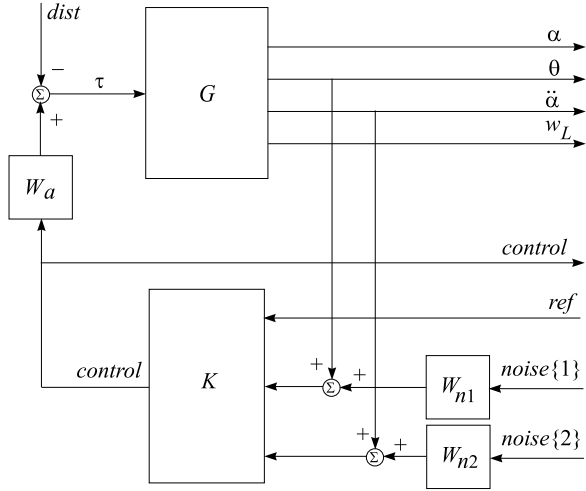 dist
α
−
τ
θ
Σ
G
α̈
+
w_L
W_a
control
ref
control
K
+
+
noise{1}
Σ
W_n1
+
+
noise{2}
Σ
W_n2